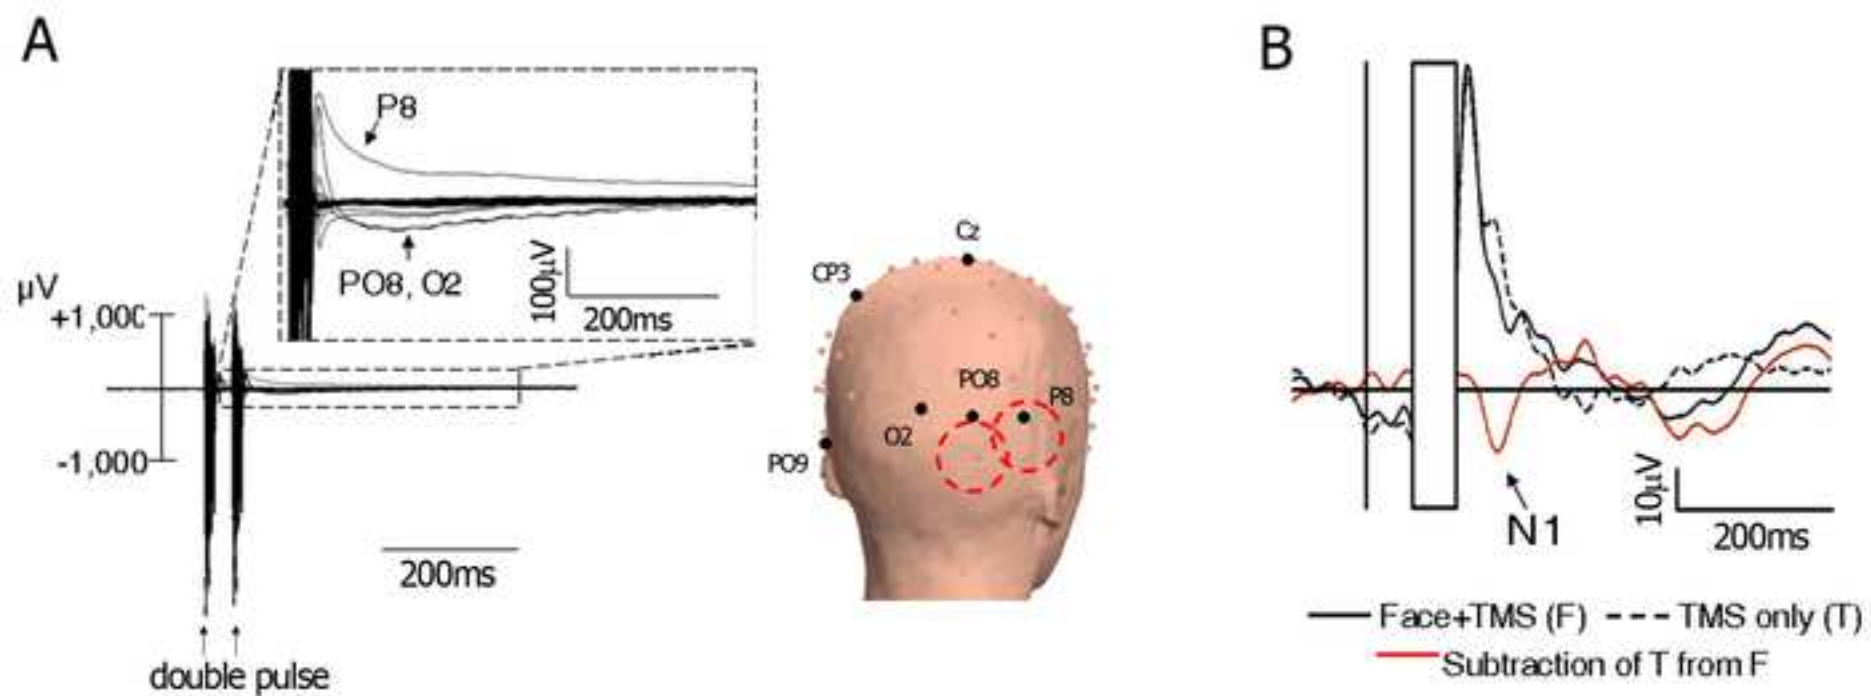 A
P8
PO8, O2
100µV
200ms
µV
+1,000
-1,000
200ms
double pulse
Cz
CP3
PO8
P8
O2
PO9
B
N1
10µV
200ms
Face+TMS (F)
TMS only (T)
Subtraction of T from F